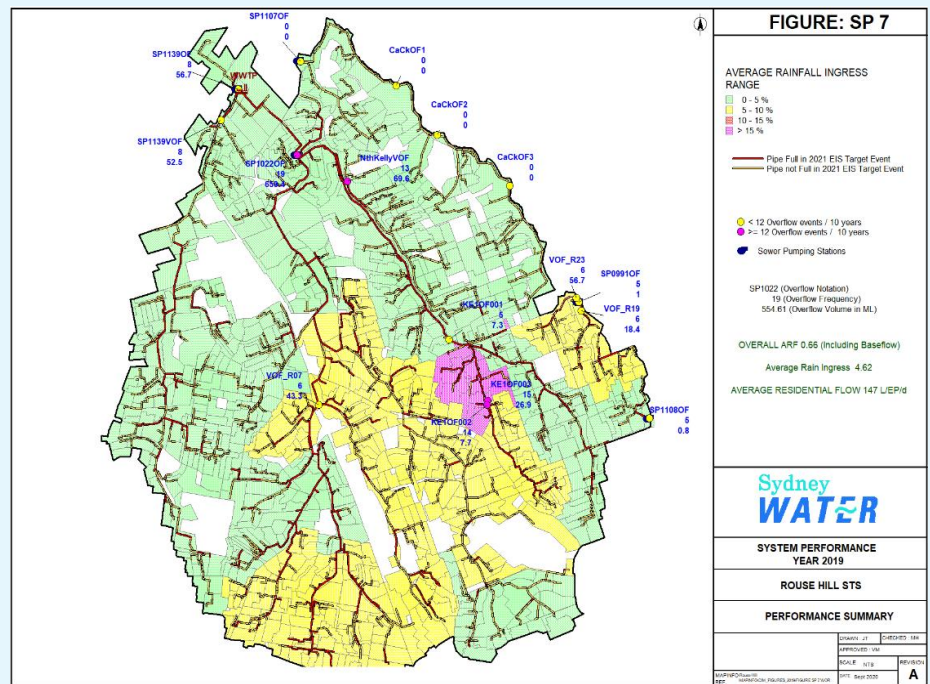 SP1107OF
0
0
SP1139OF
8
56.7
WWTP
CaCkOF1
0
0
CaCkOF2
0
0
SP1139VOF
8
52.5
SP1022OF
19
NthKellyVOF
13
69.6
CaCkOF3
0
0
VOF_R23
6
56.7
SP0991OF
5
1
VOF_R19
6
18.4
KE1OF001
5
7.3
VOF_R07
6
43.3
KE1OF003
15
26.9
KE1OF002
14
7.7
SP1108OF
5
0.8
FIGURE: SP 7
AVERAGE RAINFALL INGRESS
RANGE
0 - 5 %
5 - 10 %
10 - 15 %
> 15 %
Pipe Full in 2021 EIS Target Event
Pipe not Full in 2021 EIS Target Event
< 12 Overflow events / 10 years
>= 12 Overflow events / 10 years
Sewer Pumping Stations
SP1022 (Overflow Notation)
19 (Overflow Frequency)
554.61 (Overflow Volume in ML)
OVERALL ARF 0.66 (Including Baseflow)
Average Rain Ingress 4.62
AVERAGE RESIDENTIAL FLOW 147 L/EP/d
Sydney
WATER
SYSTEM PERFORMANCE
YEAR 2019
ROUSE HILL STS
PERFORMANCE SUMMARY
DRAWN : JT CHECKED : MM
APPROVED : VM
SCALE NTS
REVISION
DATE Sept 2020
A
MAPINFO
REF